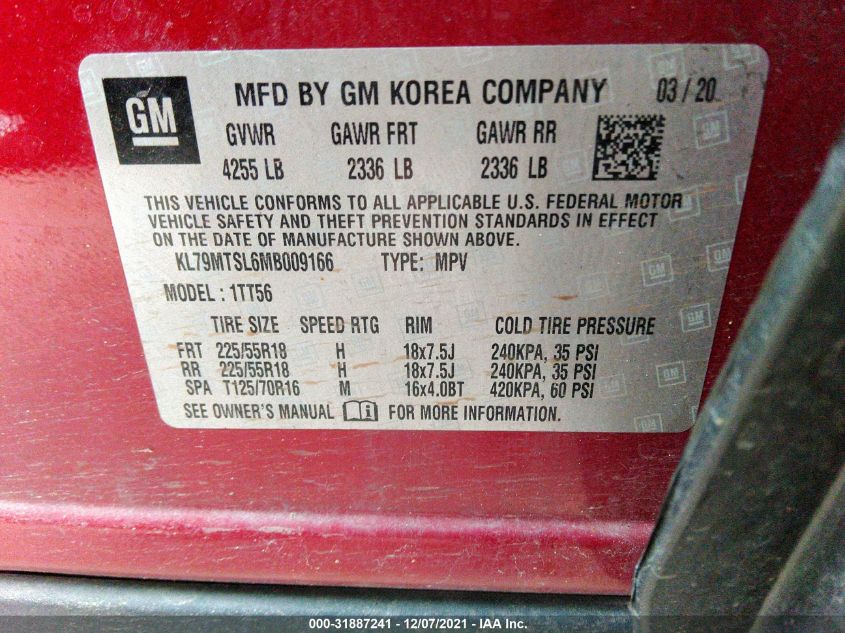 GM MFD BY GM KOREA COMPANY 03 / 20
GVWR GAWR FRT GAWR RR
4255 LB 2336 LB 2336 LB
THIS VEHICLE CONFORMS TO ALL APPLICABLE U.S. FEDERAL MOTOR
VEHICLE SAFETY AND THEFT PREVENTION STANDARDS IN EFFECT
ON THE DATE OF MANUFACTURE SHOWN ABOVE.
KL79MTSL6MB009166 TYPE: MPV
MODEL : 1TT56
TIRE SIZE SPEED RTG RIM COLD TIRE PRESSURE
FRT 225/55R18 H 18x7.5J 240KPA, 35 PSI
RR 225/55R18 H 18x7.5J 240KPA, 35 PSI
SPA T125/70R16 M 16x4.0BT 420KPA, 60 PSI
SEE OWNER'S MANUAL FOR MORE INFORMATION.
000-31887241 - 12/07/2021 - IAA Inc.